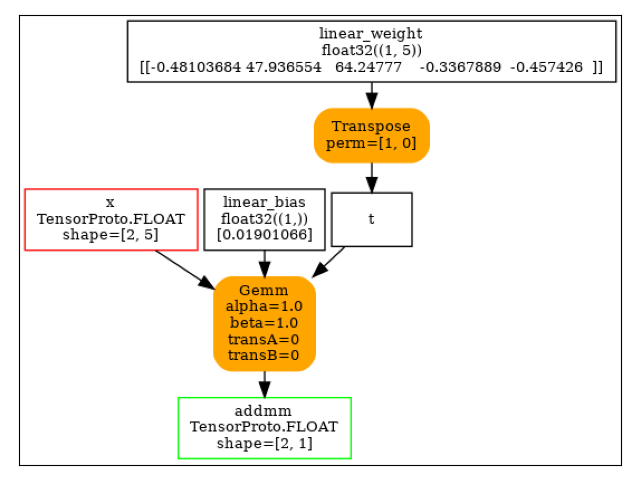 linear_weight
float32((1, 5))
[[-0.48103684 47.936554   64.24777    -0.3367889  -0.457426  ]]
Transpose
perm=[1, 0]
x
TensorProto.FLOAT
shape=[2, 5]
linear_bias
float32((1,))
[0.01901066]
t
Gemm
alpha=1.0
beta=1.0
transA=0
transB=0
addmm
TensorProto.FLOAT
shape=[2, 1]